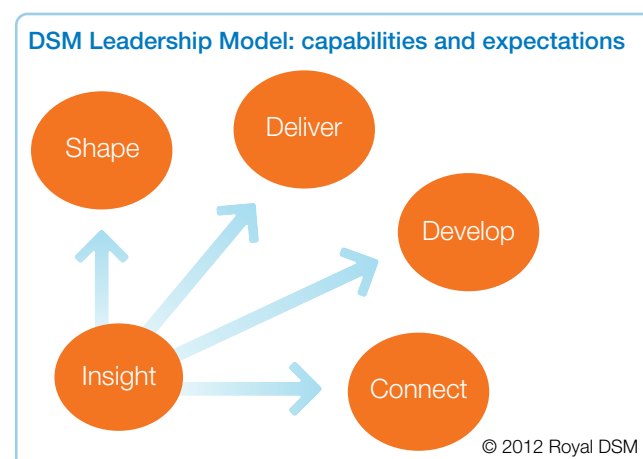 DSM Leadership Model: capabilities and expectations
Deliver
Shape
Develop
Insight
Connect
© 2012 Royal DSM